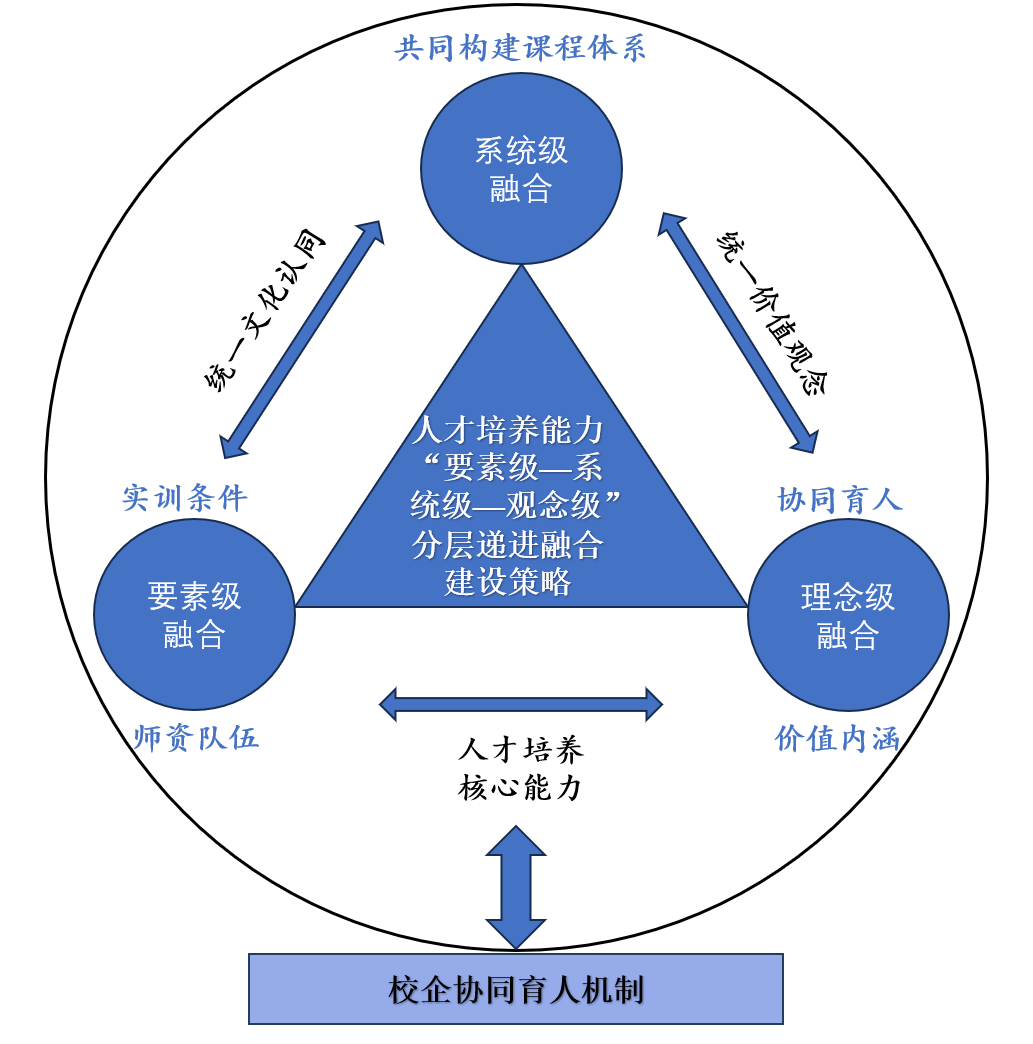 共同构建课程体系
系统级
融合
统一文化认同
统一价值观念
人才培养能力
“要素级—系
统级—观念级”
分层递进融合
建设策略
实训条件
要素级
融合
师资队伍
协同育人
理念级
融合
价值内涵
人才培养
核心能力
校企协同育人机制